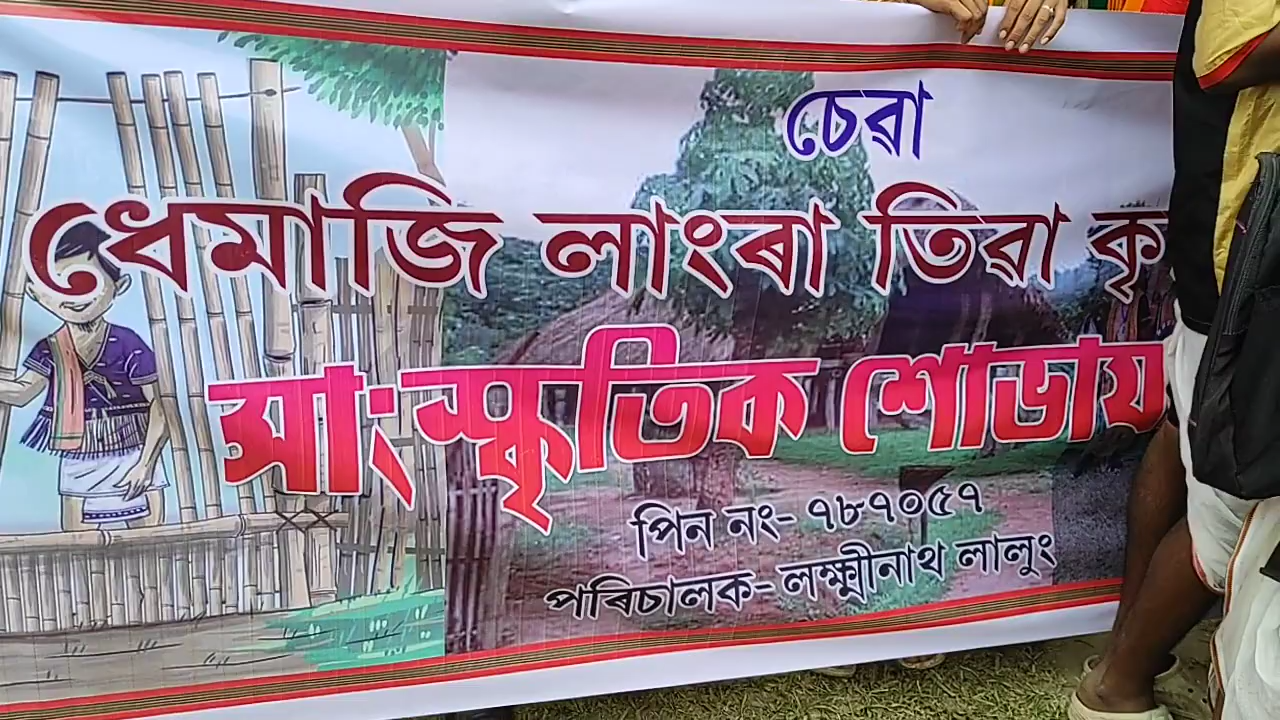 চেৱা
ধেমাজি লাংৰা তিৱা কৃ
সাংস্কৃতিক শোভায
পিন নং- ৭৮৭০৫৭
পৰিচালক- লক্ষ্মীনাথ লালুং